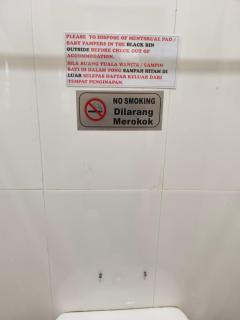 PLEASE TO DISPOSE OF MENTSRUAL PAD /
BABY PAMPERS IN THE BLACK BIN
OUTSIDE BEFORE CHECK OUT OF
ACCOMMODATION.
SILA BUANG TUALA WANITA / LAMPIN
BAYI DI DALAM TONG SAMPAH HITAM DI
LUAR SELEPAS DAFTAR KELUAR DARI
TEMPAT PENGINAPAN.
NO SMOKING
Dilarang
Merokok